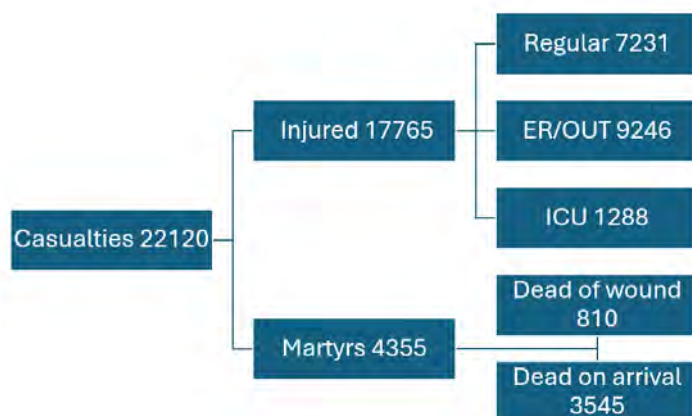 Regular 7231
Injured 17765
ER/OUT 9246
Casualties 22120
ICU 1288
Dead of wound
810
Martyrs 4355
Dead on arrival
3545